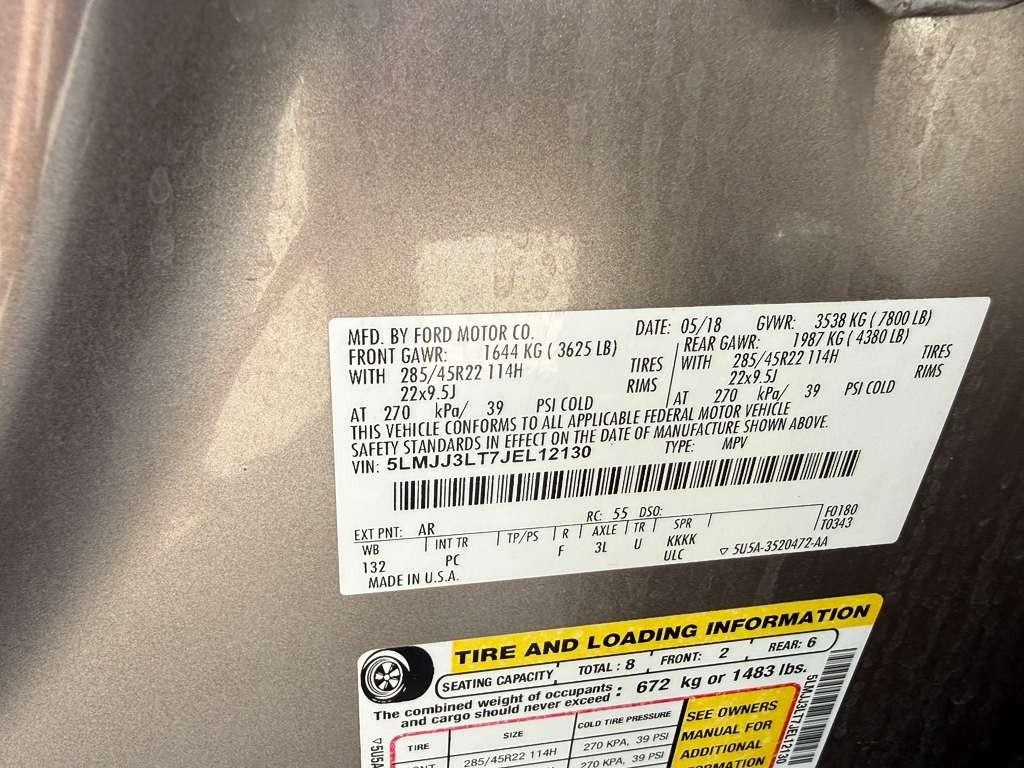 MFD. BY FORD MOTOR CO. DATE: 05/18 GVWR: 3538 KG ( 7800 LB)
FRONT GAWR: 1644 KG ( 3625 LB) REAR GAWR: 1987 KG ( 4380 LB)
WITH 285/45R22 114H TIRES WITH 285/45R22 114H TIRES
22x9.5J RIMS 22x9.5J RIMS
AT 270 kPa/ 39 PSI COLD AT 270 kPa/ 39 PSI COLD
THIS VEHICLE CONFORMS TO ALL APPLICABLE FEDERAL MOTOR VEHICLE
SAFETY STANDARDS IN EFFECT ON THE DATE OF MANUFACTURE SHOWN ABOVE.
VIN: 5LMJJ3LT7JEL12130 TYPE: MPV
EXT PNT: AR RC: 55 DSO: F0180
WB INT TR TP/PS R AXLE TR SPR T0343
132 PC F 3L U KKKK
ULC ▽ 5U5A-3520472-AA
MADE IN U.S.A.
TIRE AND LOADING INFORMATION
SEATING CAPACITY TOTAL : 8 FRONT: 2 REAR: 6
The combined weight of occupants
and cargo should never exceed : 672 kg or 1483 lbs.
TIRE SIZE COLD TIRE PRESSURE
285/45R22 114H 270 KPA, 39 PSI
270 KPA, 39 PSI
SEE OWNERS
MANUAL FOR
ADDITIONAL
5LMJJ3LT7JEL12130